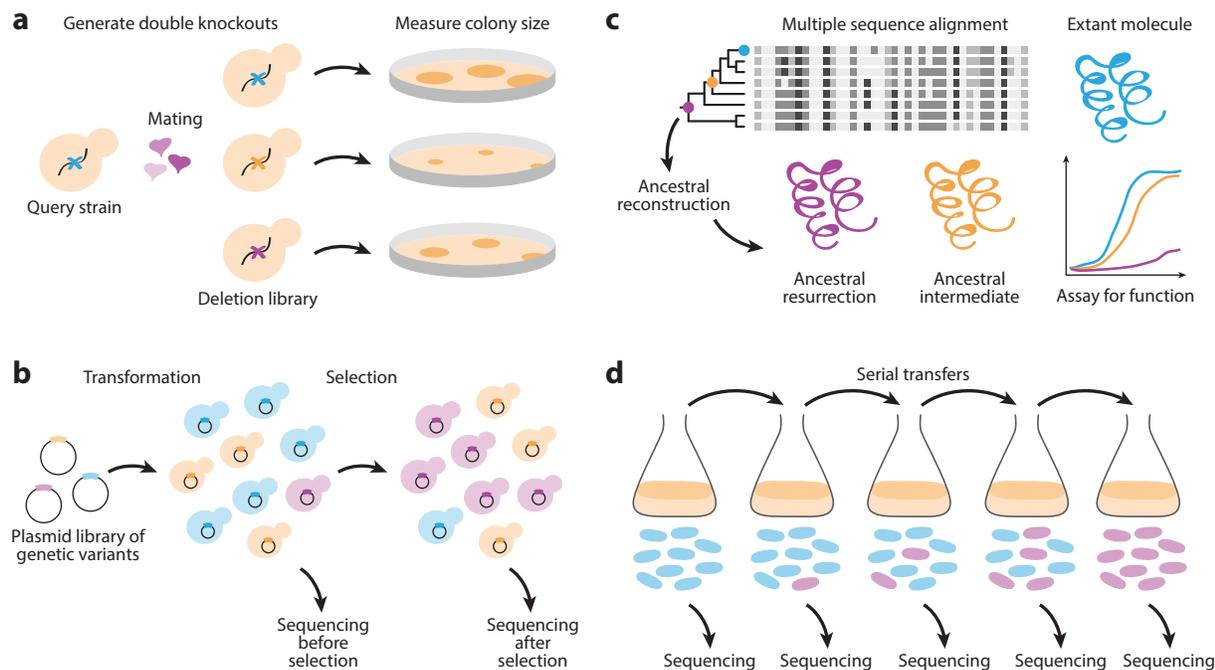 a
Generate double knockouts
Measure colony size
Mating
Query strain
Deletion library
b
Transformation
Selection
Plasmid library of
genetic variants
Sequencing
before
selection
Sequencing
after
selection
c
Multiple sequence alignment
Extant molecule
Ancestral
reconstruction
Ancestral
resurrection
Ancestral
intermediate
Assay for function
d
Serial transfers
Sequencing
Sequencing
Sequencing
Sequencing
Sequencing